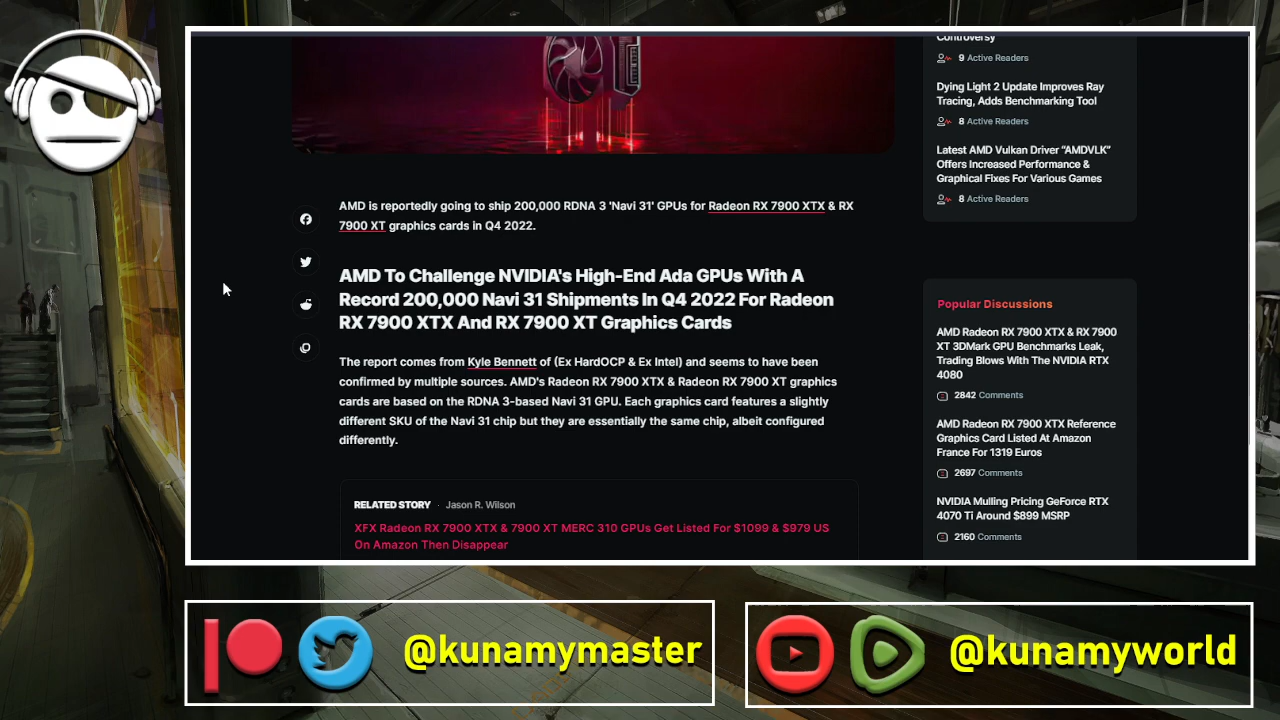 AMD is reportedly going to ship 200,000 RDNA 3 'Navi 31' GPUs for Radeon RX 7900 XTX & RX
7900 XT graphics cards in Q4 2022.
AMD To Challenge NVIDIA's High-End Ada GPUs With A
Record 200,000 Navi 31 Shipments In Q4 2022 For Radeon
RX 7900 XTX And RX 7900 XT Graphics Cards
The report comes from Kyle Bennett of (Ex HardOCP & Ex Intel) and seems to have been
confirmed by multiple sources. AMD's Radeon RX 7900 XTX & Radeon RX 7900 XT graphics
cards are based on the RDNA 3-based Navi 31 GPU. Each graphics card features a slightly
different SKU of the Navi 31 chip but they are essentially the same chip, albeit configured
differently.
RELATED STORY · Jason R. Wilson
XFX Radeon RX 7900 XTX & 7900 XT MERC 310 GPUs Get Listed For $1099 & $979 US
On Amazon Then Disappear
Controversy
9 Active Readers
Dying Light 2 Update Improves Ray
Tracing, Adds Benchmarking Tool
8 Active Readers
Latest AMD Vulkan Driver “AMDVLK”
Offers Increased Performance &
Graphical Fixes For Various Games
8 Active Readers
Popular Discussions
AMD Radeon RX 7900 XTX & RX 7900
XT 3DMark GPU Benchmarks Leak,
Trading Blows With The NVIDIA RTX
4080
2842 Comments
AMD Radeon RX 7900 XTX Reference
Graphics Card Listed At Amazon
France For 1319 Euros
2697 Comments
NVIDIA Mulling Pricing GeForce RTX
4070 Ti Around $899 MSRP
2160 Comments
@kunamymaster
@kunamyworld